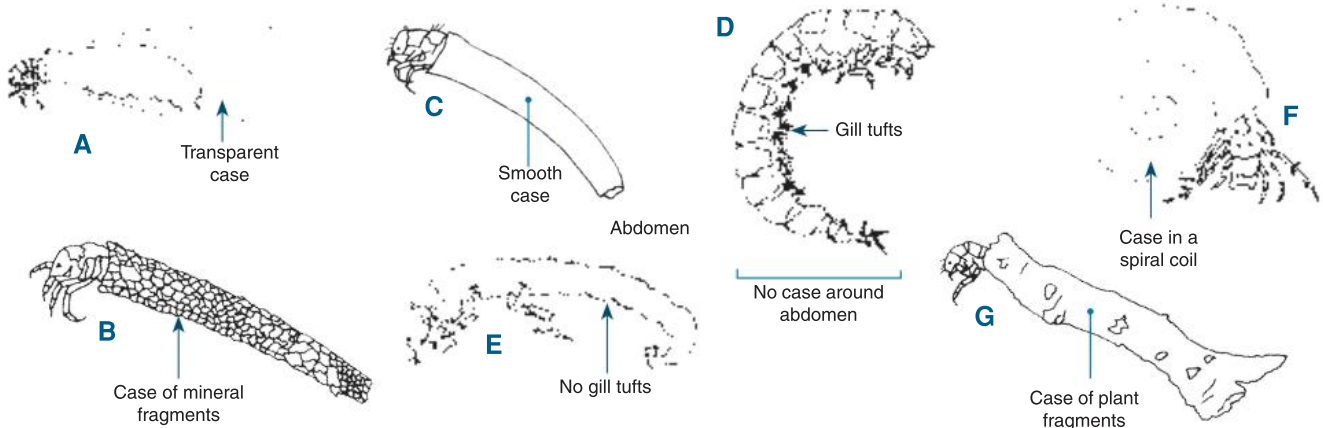 A
Transparent
case
C
Smooth
case
D
Gill tufts
No case around
abdomen
F
Case in a
spiral coil
B
Case of mineral
fragments
Abdomen
E
No gill tufts
G
Case of plant
fragments